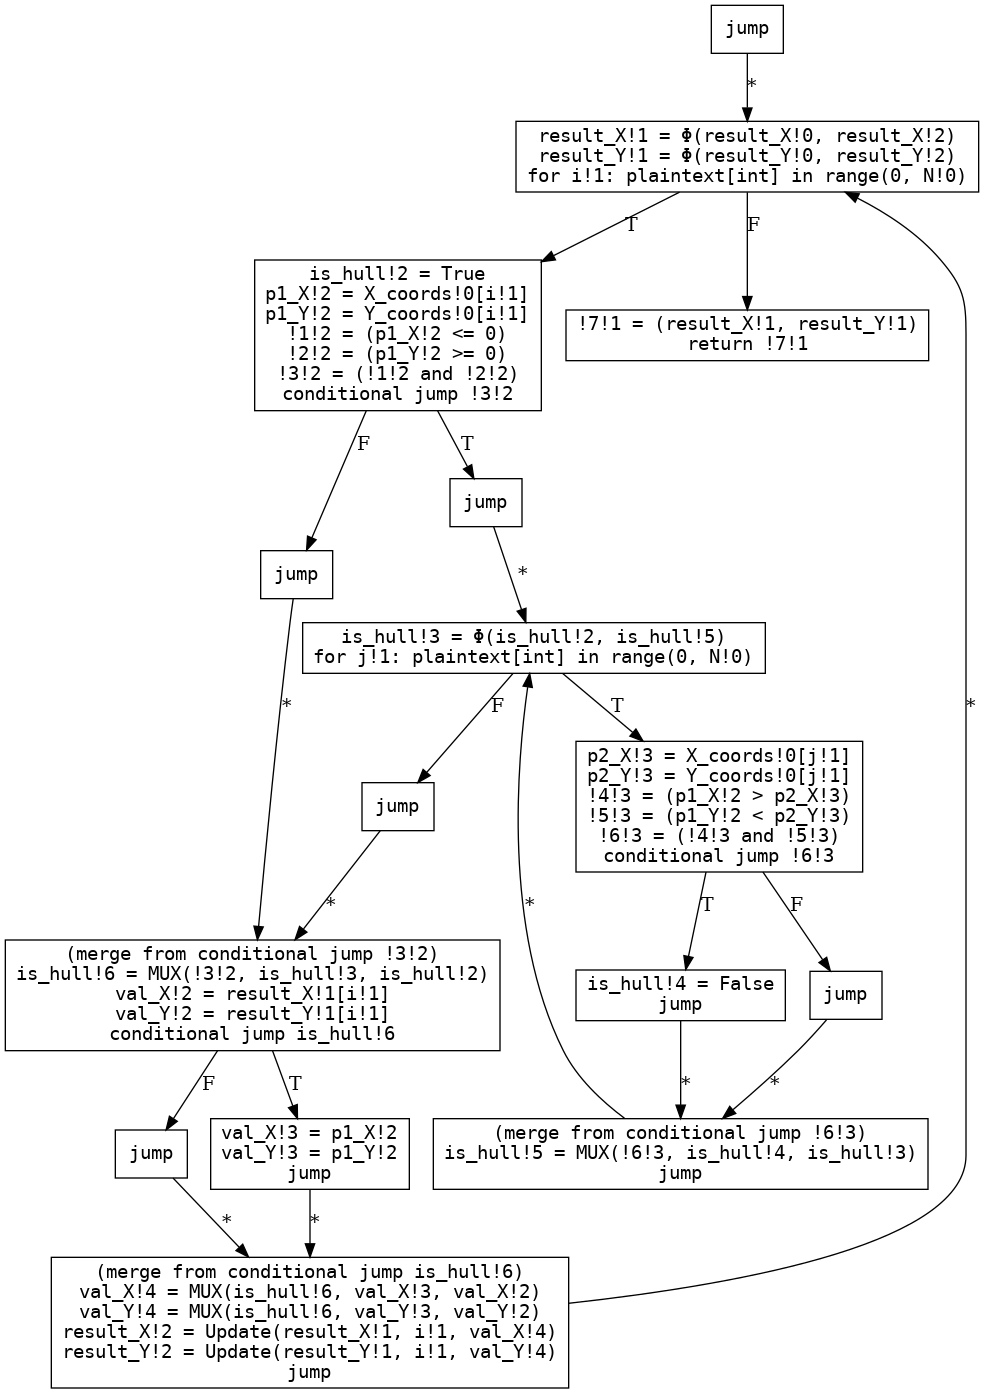 jump
*
result_X!1 = Φ(result_X!0, result_X!2)
result_Y!1 = Φ(result_Y!0, result_Y!2)
for i!1: plaintext[int] in range(0, N!0)
T
F
is_hull!2 = True
p1_X!2 = X_coords!0[i!1]
p1_Y!2 = Y_coords!0[i!1]
!1!2 = (p1_X!2 <= 0)
!2!2 = (p1_Y!2 >= 0)
!3!2 = (!1!2 and !2!2)
conditional jump !3!2
!7!1 = (result_X!1, result_Y!1)
return !7!1
F
T
jump
*
jump
*
is_hull!3 = Φ(is_hull!2, is_hull!5)
for j!1: plaintext[int] in range(0, N!0)
F
T
*
jump
*
p2_X!3 = X_coords!0[j!1]
p2_Y!3 = Y_coords!0[j!1]
!4!3 = (p1_X!2 > p2_X!3)
!5!3 = (p1_Y!2 < p2_Y!3)
!6!3 = (!4!3 and !5!3)
conditional jump !6!3
*
T
F
(merge from conditional jump !3!2)
is_hull!6 = MUX(!3!2, is_hull!3, is_hull!2)
val_X!2 = result_X!1[i!1]
val_Y!2 = result_Y!1[i!1]
conditional jump is_hull!6
is_hull!4 = False
jump
jump
F
T
*
*
jump
val_X!3 = p1_X!2
val_Y!3 = p1_Y!2
jump
(merge from conditional jump !6!3)
is_hull!5 = MUX(!6!3, is_hull!4, is_hull!3)
jump
*
*
(merge from conditional jump is_hull!6)
val_X!4 = MUX(is_hull!6, val_X!3, val_X!2)
val_Y!4 = MUX(is_hull!6, val_Y!3, val_Y!2)
result_X!2 = Update(result_X!1, i!1, val_X!4)
result_Y!2 = Update(result_Y!1, i!1, val_Y!4)
jump